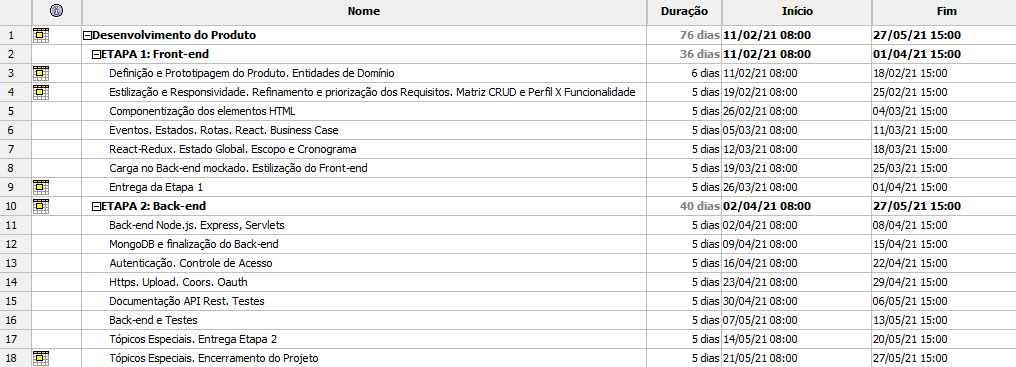 Nome Duração Início Fim
1 Desenvolvimento do Produto 76 dias 11/02/21 08:00 27/05/21 15:00
2 ETAPA 1: Front-end 36 dias 11/02/21 08:00 01/04/21 15:00
3 Definição e Prototipagem do Produto. Entidades de Domínio 6 dias 11/02/21 08:00 18/02/21 15:00
4 Estilização e Responsividade. Refinamento e priorização dos Requisitos. Matriz CRUD e Perfil X Funcionalidade 5 dias 19/02/21 08:00 25/02/21 15:00
5 Componentização dos elementos HTML 5 dias 26/02/21 08:00 04/03/21 15:00
6 Eventos. Estados. Rotas. React. Business Case 5 dias 05/03/21 08:00 11/03/21 15:00
7 React-Redux. Estado Global. Escopo e Cronograma 5 dias 12/03/21 08:00 18/03/21 15:00
8 Carga no Back-end mockado. Estilização do Front-end 5 dias 19/03/21 08:00 25/03/21 15:00
9 Entrega da Etapa 1 5 dias 26/03/21 08:00 01/04/21 15:00
10 ETAPA 2: Back-end 40 dias 02/04/21 08:00 27/05/21 15:00
11 Back-end Node.js. Express, Servlets 5 dias 02/04/21 08:00 08/04/21 15:00
12 MongoDB e finalização do Back-end 5 dias 09/04/21 08:00 15/04/21 15:00
13 Autenticação. Controle de Acesso 5 dias 16/04/21 08:00 22/04/21 15:00
14 Https. Upload. Coors. Oauth 5 dias 23/04/21 08:00 29/04/21 15:00
15 Documentação API Rest. Testes 5 dias 30/04/21 08:00 06/05/21 15:00
16 Back-end e Testes 5 dias 07/05/21 08:00 13/05/21 15:00
17 Tópicos Especiais. Entrega Etapa 2 5 dias 14/05/21 08:00 20/05/21 15:00
18 Tópicos Especiais. Encerramento do Projeto 5 dias 21/05/21 08:00 27/05/21 15:00